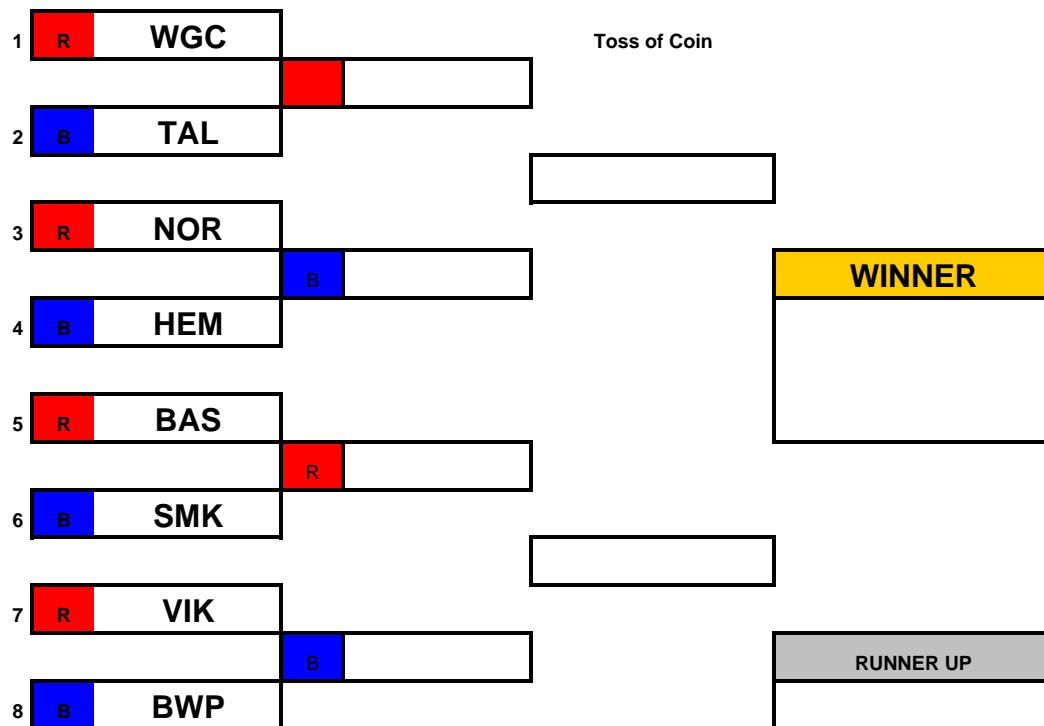 1 R WGC
Toss of Coin
2 B TAL
3 R NOR
B
WINNER
4 B HEM
5 R BAS
R
6 B SMK
7 R VIK
B
RUNNER UP
8 B BWP